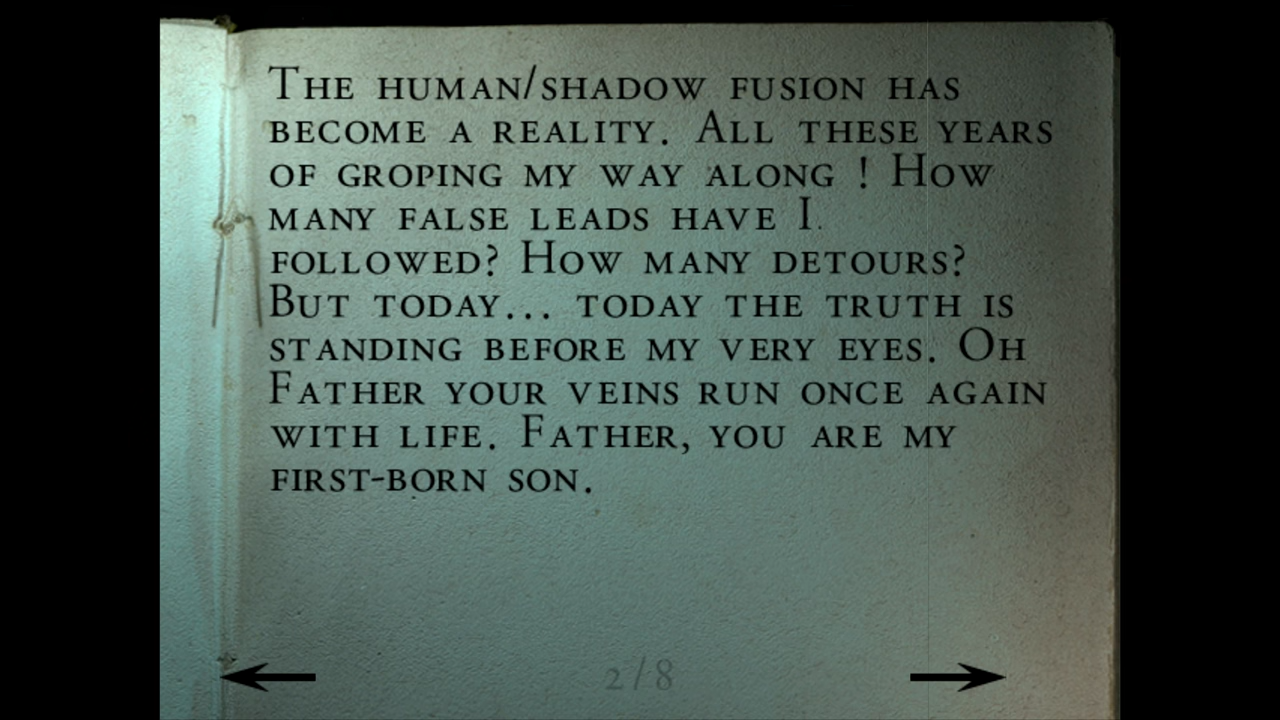 The human/shadow fusion has
become a reality. All these years
of groping my way along ! How
many false leads have I
followed? How many detours?
But today... today the truth is
standing before my very eyes. Oh
Father your veins run once again
with life. Father, you are my
first-born son.
2/8